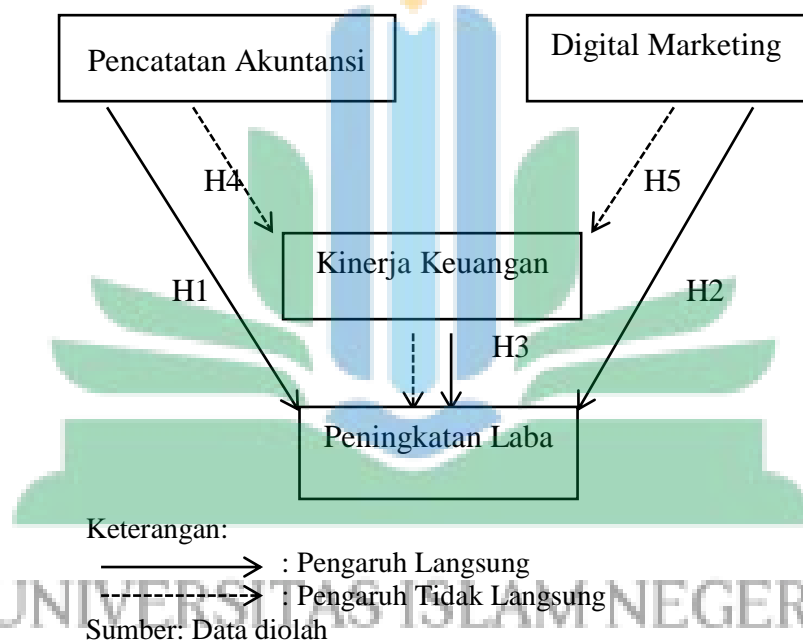 Pencatatan Akuntansi
Digital Marketing
H4
H5
Kinerja Keuangan
H1
H2
H3
Peningkatan Laba
Keterangan:
: Pengaruh Langsung
: Pengaruh Tidak Langsung
UNIVERSITAS ISLAM NEGER
Sumber: Data diolah